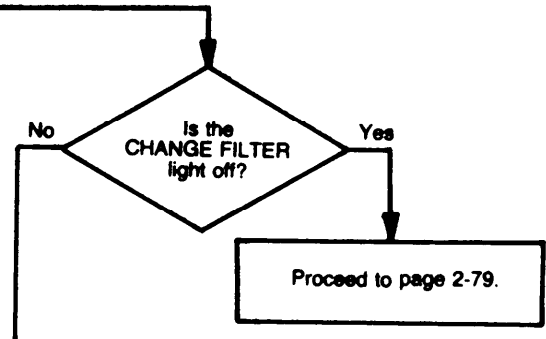 Is the
CHANGE FILTER
light off?
No
Yes
Proceed to page 2-79.